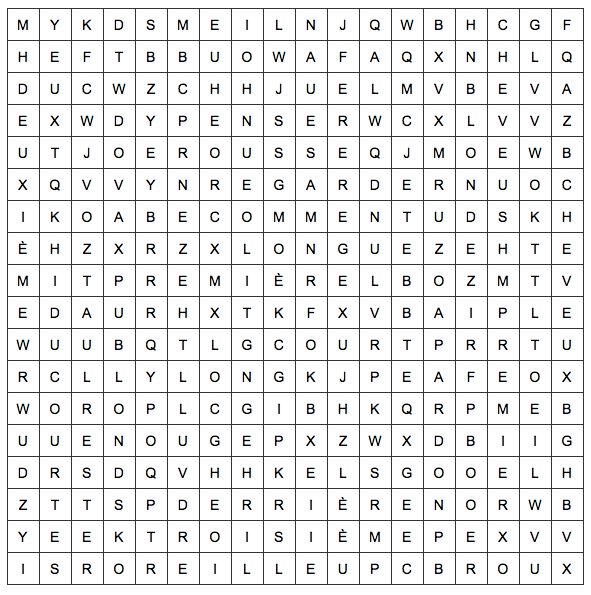 M Y K D S M E I L N J Q W B H C G F
H E F T B B U O W A F A Q X N H L Q
D U C W Z C H H J U E L M V B E V A
E X W D Y P E N S E R W C X L V V Z
U T J O E R O U S S E Q J M O E W B
X Q V V Y N R E G A R D E R N U O C
I K O A B E C O M M E N T U D S K H
È H Z X R Z X L O N G U E Z E H T E
M I T P R E M I È R E L B O Z M T V
E D A U R H X T K F X V B A I P L E
W U U B Q T L G C O U R T P R R T U
R C L L Y L O N G K J P E A F E O X
W O R O P L C G I B H K Q R P M E B
U U E N O U G E P X Z W X D B I I G
D R S D Q V H H K E L S G O O E L H
Z T T S P D E R R I È R E N O R W B
Y E E K T R O I S I È M E P E X V V
I S R O R E I L L E U P C B R O U X